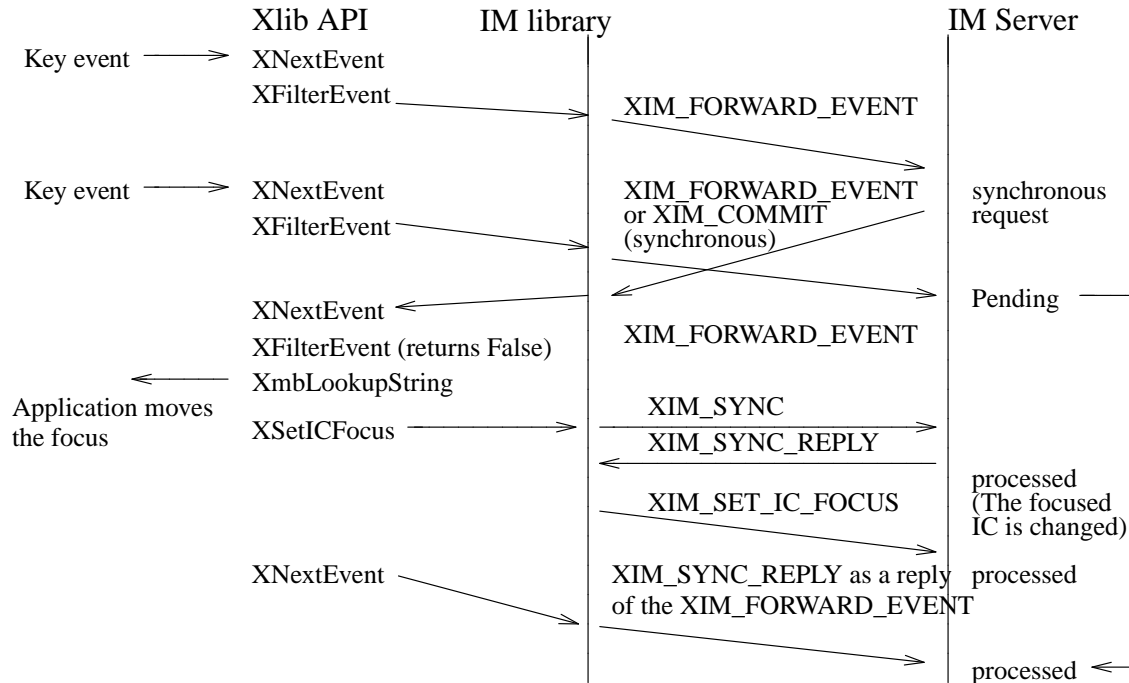 Xlib API
IM library
IM Server
Key event
XNextEvent
XFilterEvent
XIM_FORWARD_EVENT
Key event
XNextEvent
XIM_FORWARD_EVENT
or XIM_COMMIT
(synchronous)
synchronous
request
XFilterEvent
XNextEvent
Pending
XFilterEvent (returns False)
XIM_FORWARD_EVENT
XmbLookupString
Application moves
the focus
XSetICFocus
XIM_SYNC
XIM_SYNC_REPLY
processed
(The focused
IC is changed)
XIM_SET_IC_FOCUS
XNextEvent
XIM_SYNC_REPLY as a reply
of the XIM_FORWARD_EVENT
processed
processed